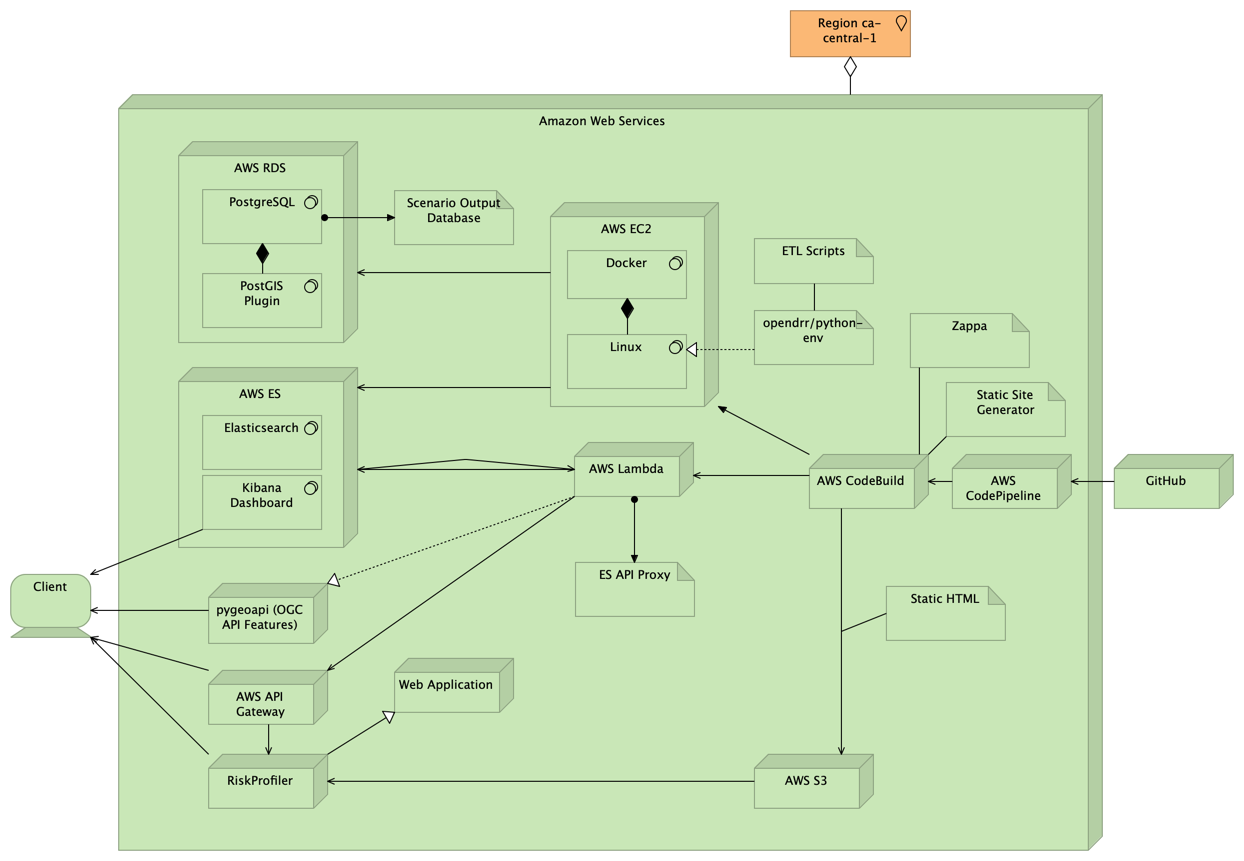 Region ca-
central-1
Amazon Web Services
AWS RDS
PostgreSQL
PostGIS
Plugin
Scenario Output
Database
AWS EC2
Docker
Linux
ETL Scripts
opendrr/python-
env
Zappa
Static Site
Generator
AWS ES
Elasticsearch
Kibana
Dashboard
AWS Lambda
AWS CodeBuild
AWS
CodePipeline
GitHub
Client
pygeoapi (OGC
API Features)
ES API Proxy
Static HTML
AWS API
Gateway
Web Application
RiskProfiler
AWS S3